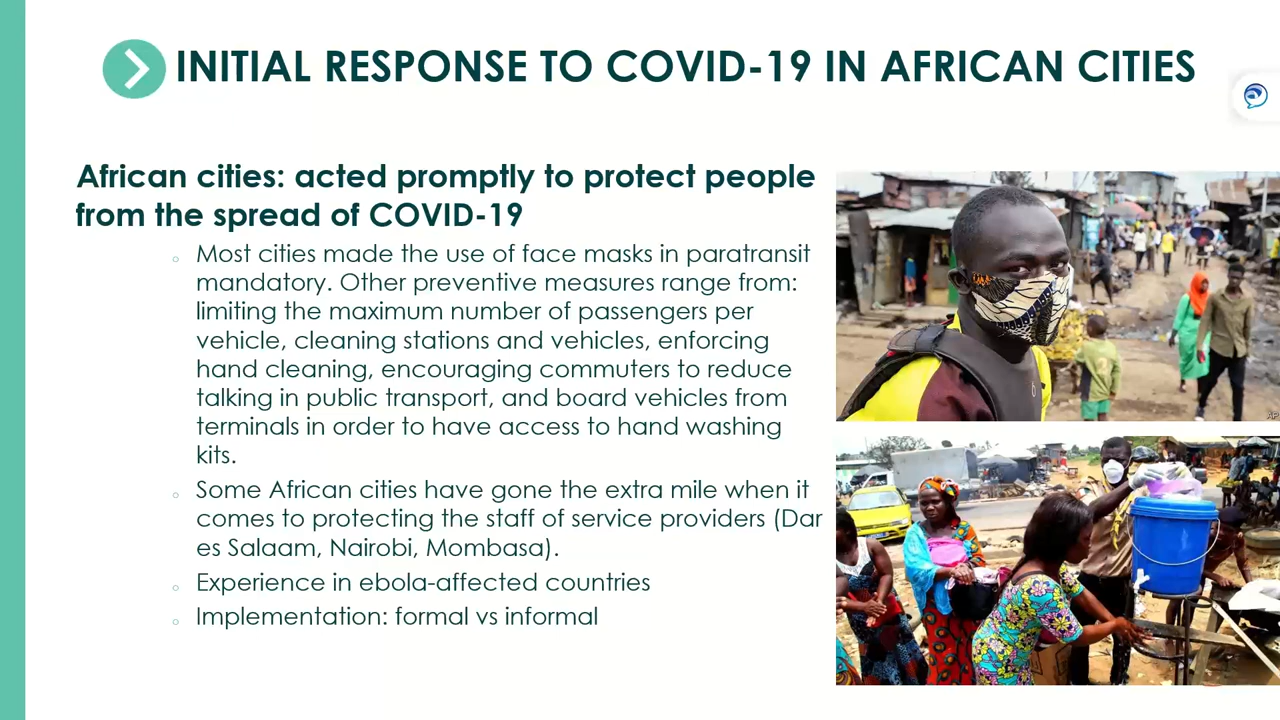 INITIAL RESPONSE TO COVID-19 IN AFRICAN CITIES
African cities: acted promptly to protect people
from the spread of COVID-19
Most cities made the use of face masks in paratransit
mandatory. Other preventive measures range from:
limiting the maximum number of passengers per
vehicle, cleaning stations and vehicles, enforcing
hand cleaning, encouraging commuters to reduce
talking in public transport, and board vehicles from
terminals in order to have access to hand washing
kits.
Some African cities have gone the extra mile when it
comes to protecting the staff of service providers (Dar
es Salaam, Nairobi, Mombasa).
Experience in ebola-affected countries
Implementation: formal vs informal
AP